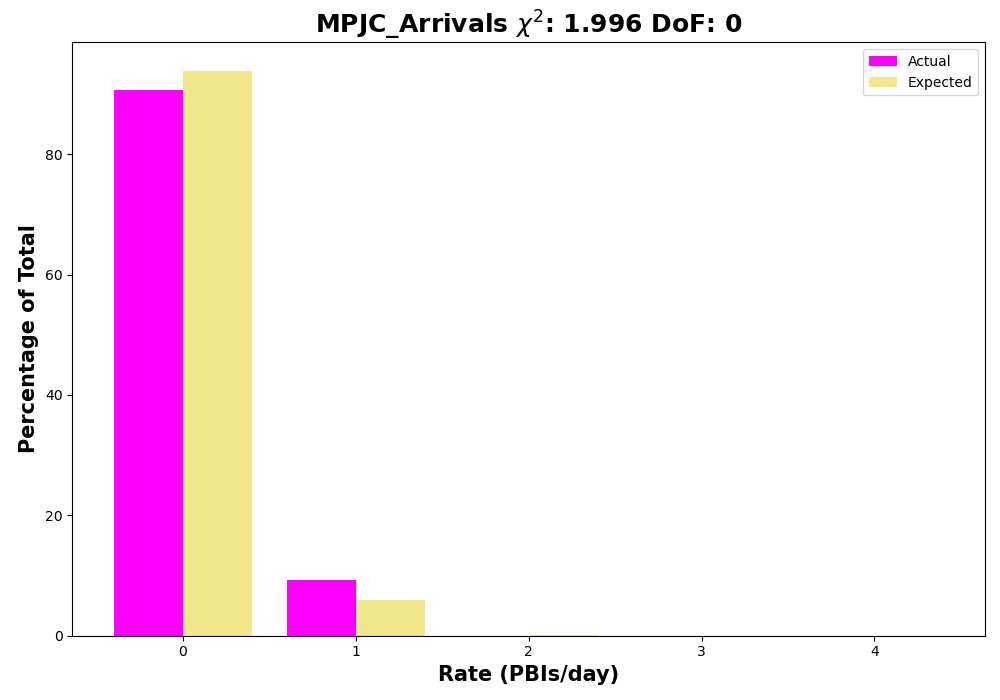 MPJC_Arrivals χ²: 1.996 DoF: 0
Actual
Expected
80
60
40
20
0
Percentage of Total
0 1 2 3 4
Rate (PBIs/day)